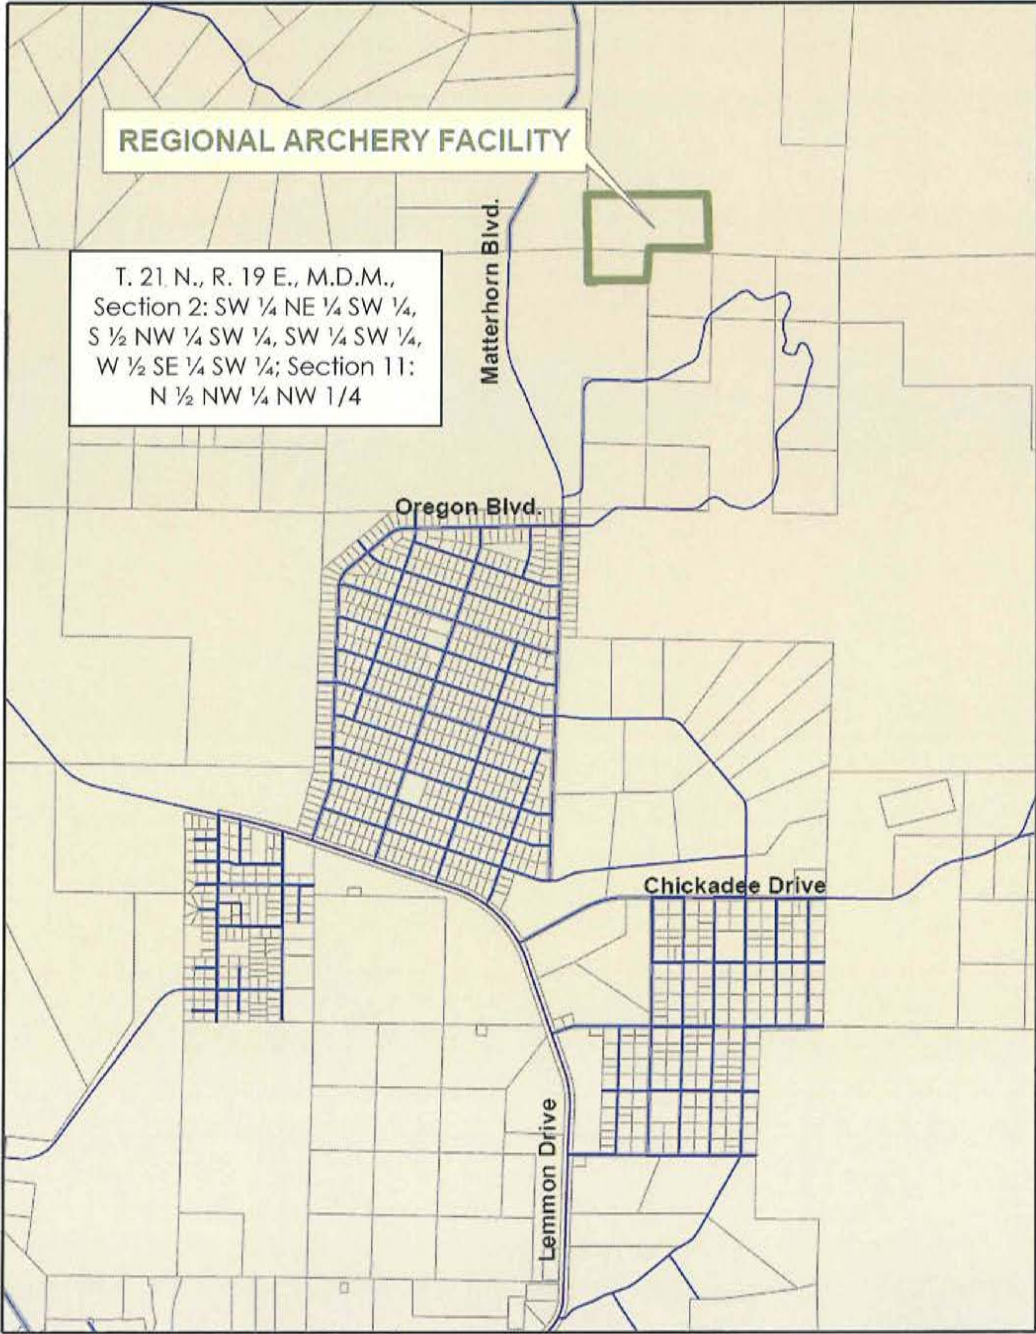 REGIONAL ARCHERY FACILITY
Matterhorn Blvd.
T. 21 N., R. 19 E., M.D.M.,
Section 2: SW ¼ NE ¼ SW ¼,
S ½ NW ¼ SW ¼, SW ¼ SW ¼,
W ½ SE ¼ SW ¼; Section 11:
N ½ NW ¼ NW 1/4
Oregon Blvd.
Chickadee Drive
Lemmon Drive